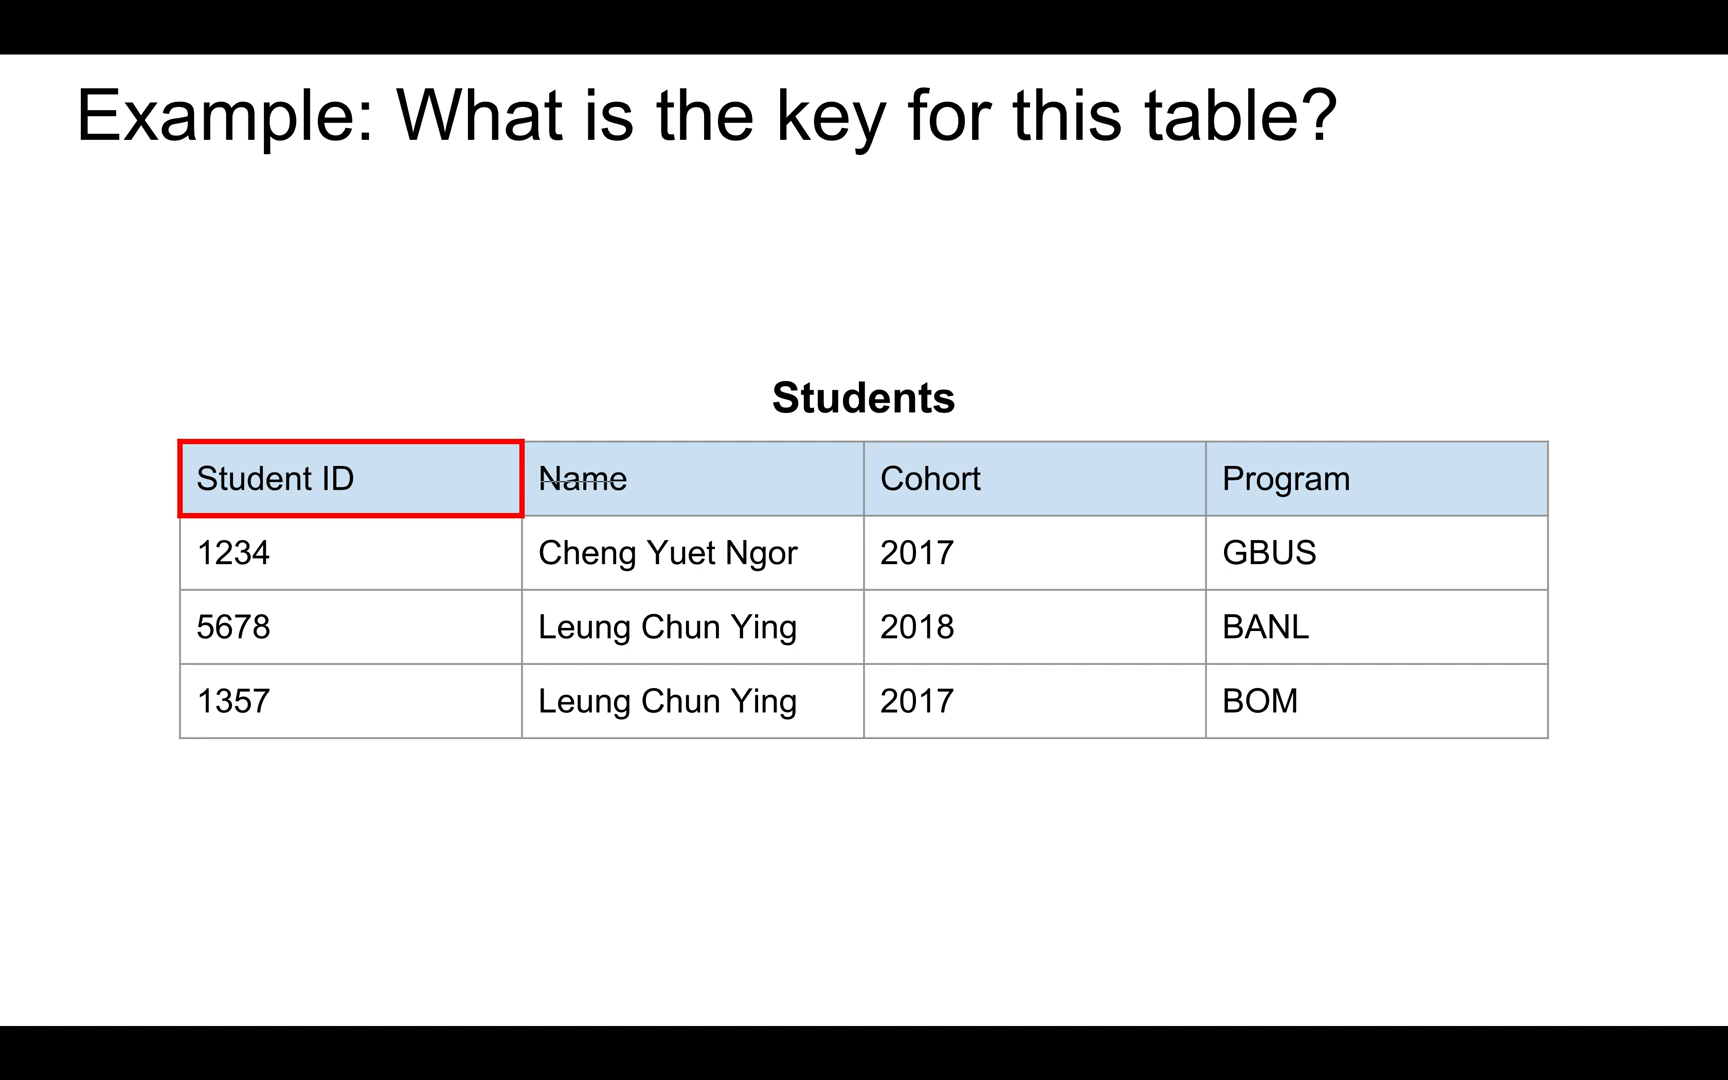 Example: What is the key for this table?
Students
Student ID Name Cohort Program
1234 Cheng Yuet Ngor 2017 GBUS
5678 Leung Chun Ying 2018 BANL
1357 Leung Chun Ying 2017 BOM